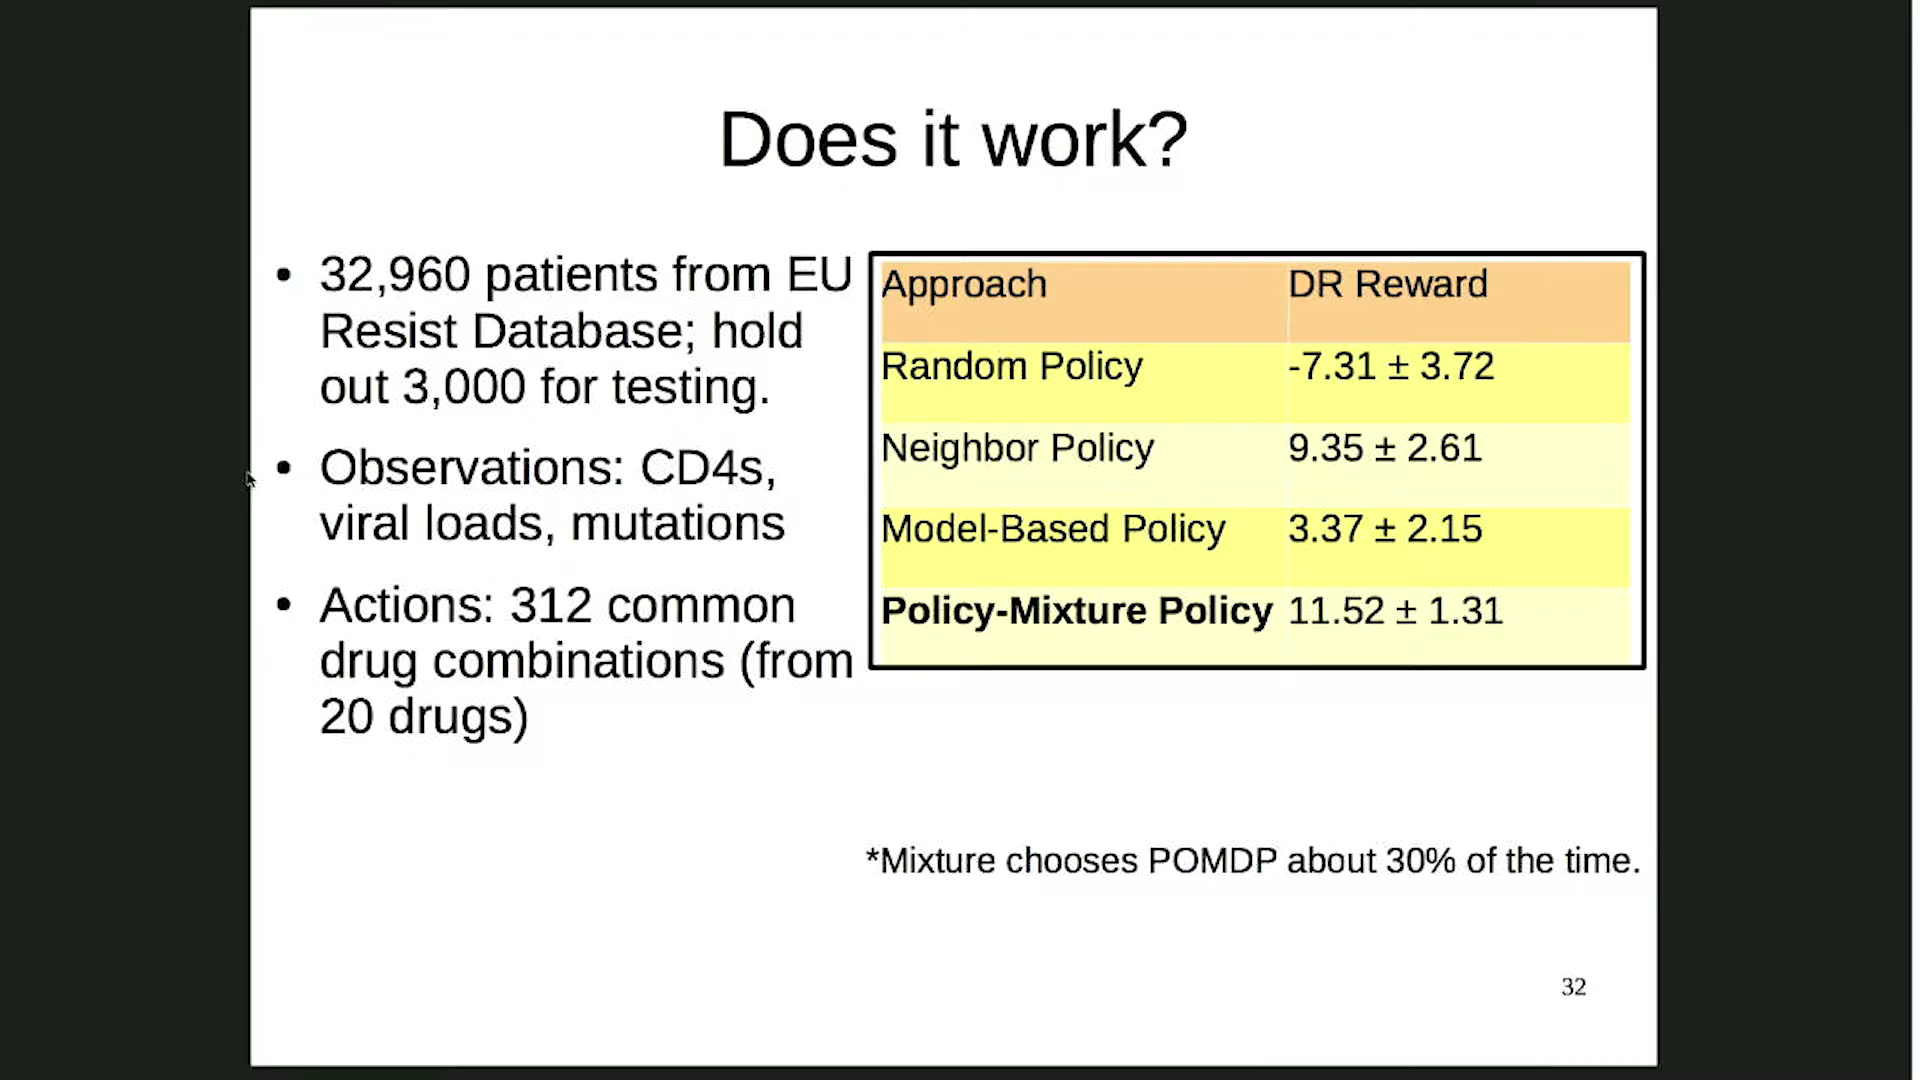 Does it work?
• 32,960 patients from EU
Resist Database; hold
out 3,000 for testing.
• Observations: CD4s,
viral loads, mutations
• Actions: 312 common
drug combinations (from
20 drugs)
Approach DR Reward
Random Policy -7.31 ± 3.72
Neighbor Policy 9.35 ± 2.61
Model-Based Policy 3.37 ± 2.15
Policy-Mixture Policy 11.52 ± 1.31
*Mixture chooses POMDP about 30% of the time.
32